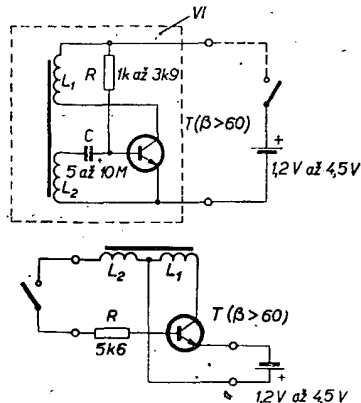 VI
L₁
R
1k až 3k9
C
+
5 až 10M
T(β>60)
L₂
+
1,2 V až 4,5 V
L₂
L₁
R
5k6
T (β>60)
+
1,2 V až 4,5 V